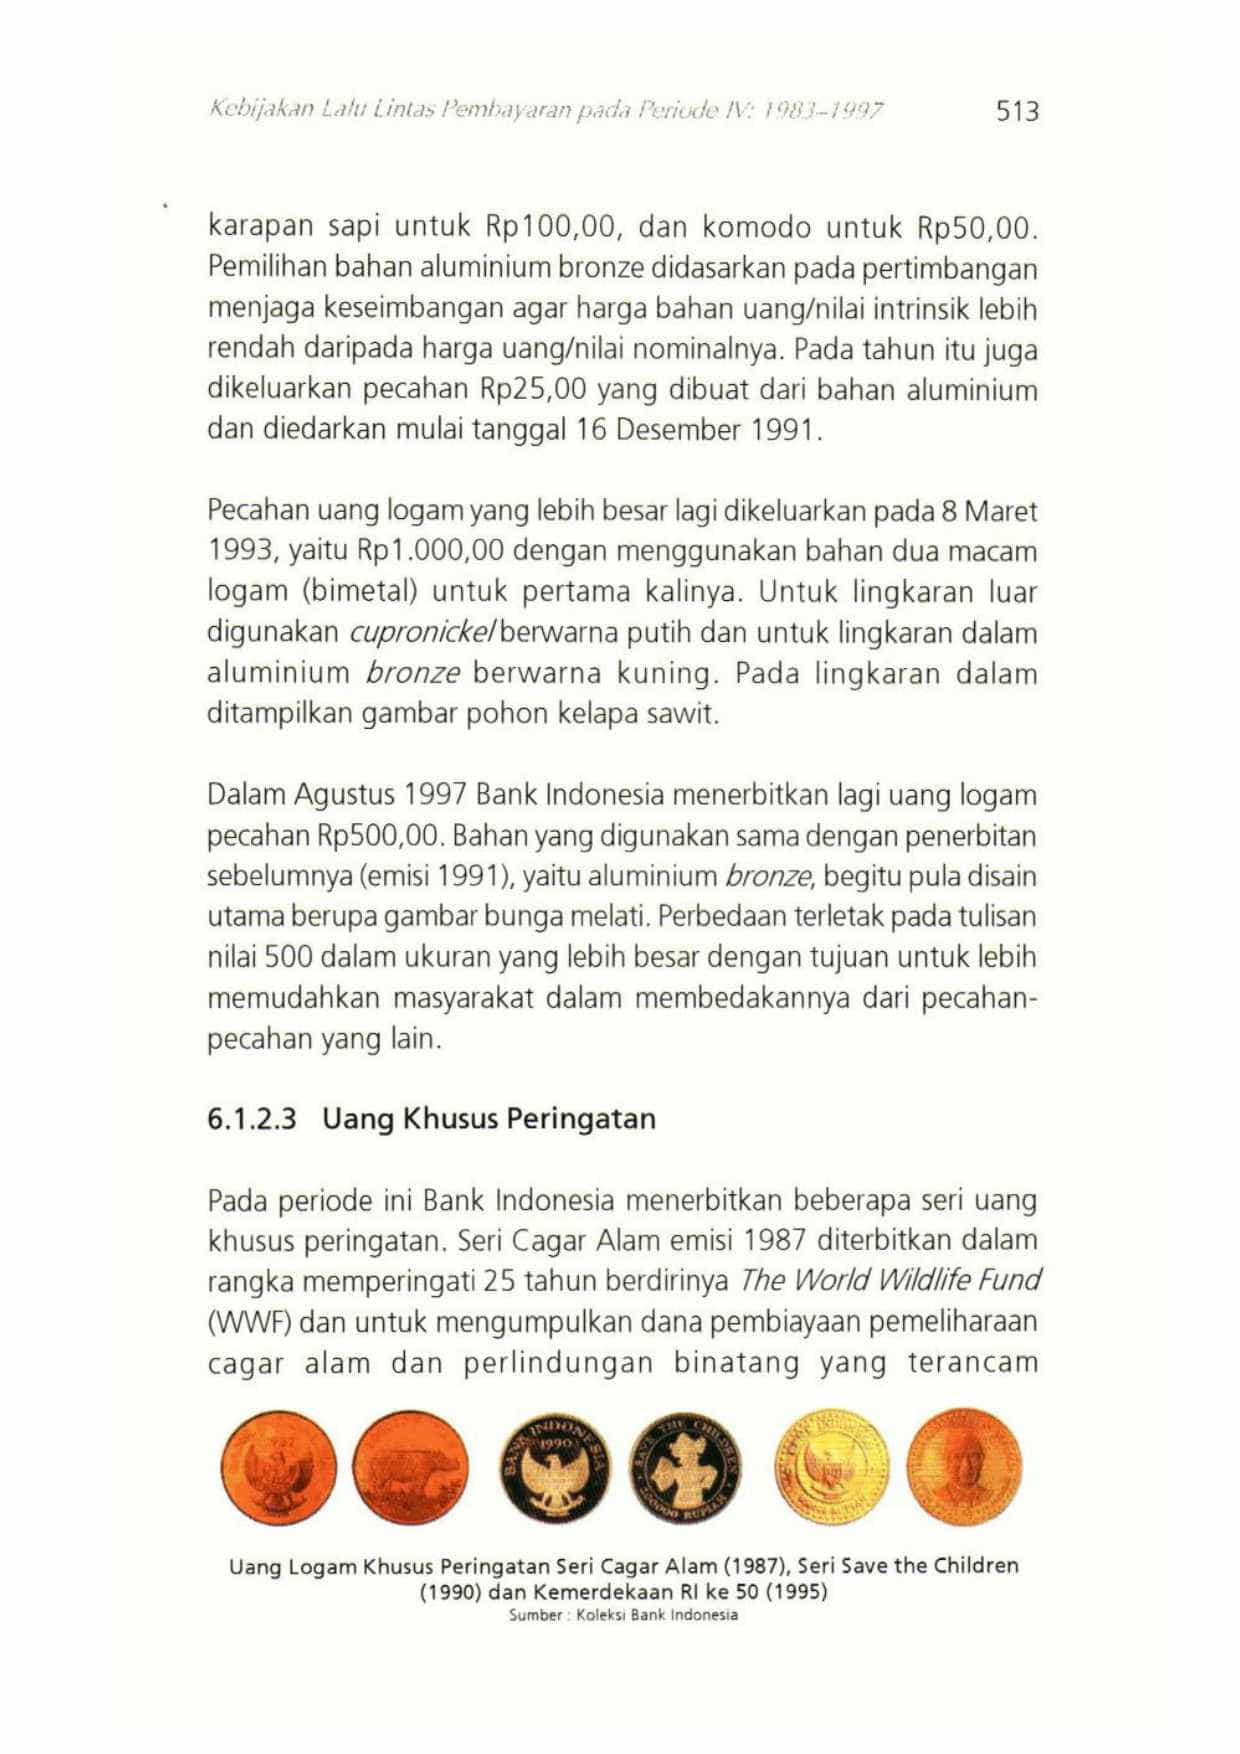 Kebijakan Lalu Lintas Pembayaran pada Periode IV: 1983–1997 513
karapan sapi untuk Rp100,00, dan komodo untuk Rp50,00.
Pemilihan bahan aluminium bronze didasarkan pada pertimbangan
menjaga keseimbangan agar harga bahan uang/nilai intrinsik lebih
rendah daripada harga uang/nilai nominalnya. Pada tahun itu juga
dikeluarkan pecahan Rp25,00 yang dibuat dari bahan aluminium
dan diedarkan mulai tanggal 16 Desember 1991.
Pecahan uang logam yang lebih besar lagi dikeluarkan pada 8 Maret
1993, yaitu Rp1.000,00 dengan menggunakan bahan dua macam
logam (bimetal) untuk pertama kalinya. Untuk lingkaran luar
digunakan cupronickel berwarna putih dan untuk lingkaran dalam
aluminium bronze berwarna kuning. Pada lingkaran dalam
ditampilkan gambar pohon kelapa sawit.
Dalam Agustus 1997 Bank Indonesia menerbitkan lagi uang logam
pecahan Rp500,00. Bahan yang digunakan sama dengan penerbitan
sebelumnya (emisi 1991), yaitu aluminium bronze, begitu pula disain
utama berupa gambar bunga melati. Perbedaan terletak pada tulisan
nilai 500 dalam ukuran yang lebih besar dengan tujuan untuk lebih
memudahkan masyarakat dalam membedakannya dari pecahan-
pecahan yang lain.
6.1.2.3 Uang Khusus Peringatan
Pada periode ini Bank Indonesia menerbitkan beberapa seri uang
khusus peringatan. Seri Cagar Alam emisi 1987 diterbitkan dalam
rangka memperingati 25 tahun berdirinya The World Wildlife Fund
(WWF) dan untuk mengumpulkan dana pembiayaan pemeliharaan
cagar alam dan perlindungan binatang yang terancam
BANK INDONESIA
1990
SAVE THE CHILDREN
RUPIAH
Uang Logam Khusus Peringatan Seri Cagar Alam (1987), Seri Save the Children
(1990) dan Kemerdekaan RI ke 50 (1995)
Sumber : Koleksi Bank Indonesia